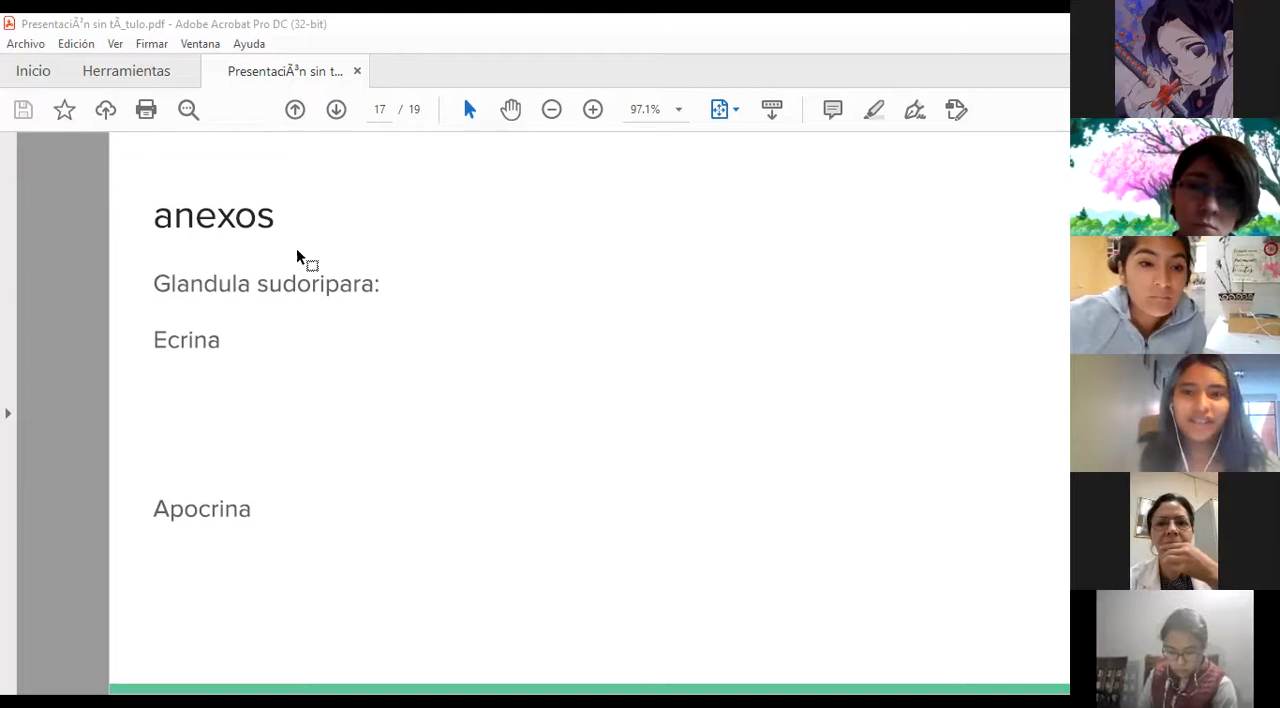 PresentaciÃ³n sin tÃ_tulo.pdf - Adobe Acrobat Pro DC (32-bit)
Archivo Edición Ver Firmar Ventana Ayuda
Inicio Herramientas PresentaciÃ³n sin t... ×
17 / 19 97.1%
anexos
Glandula sudoripara:
Ecrina
Apocrina